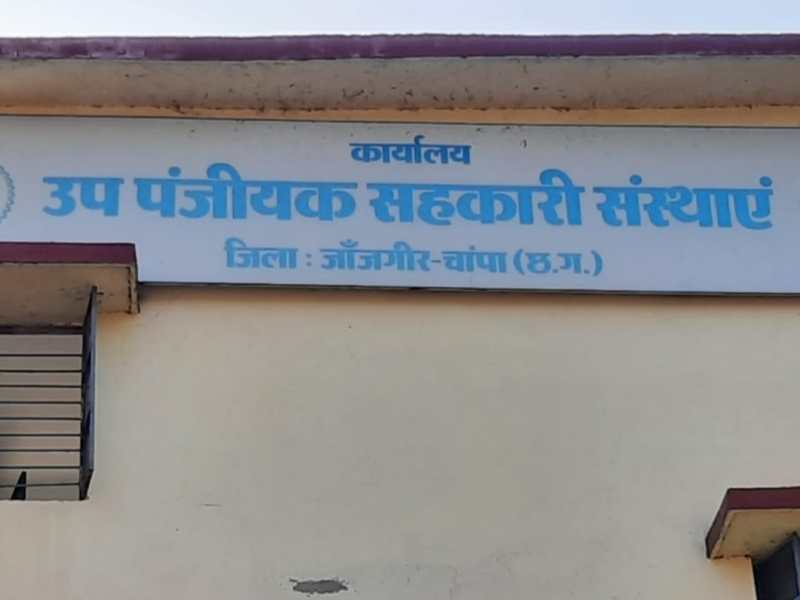 कार्यालय
उप पंजीयक सहकारी संस्थाएं
जिला : जाँजगीर-चांपा (छ.ग.)